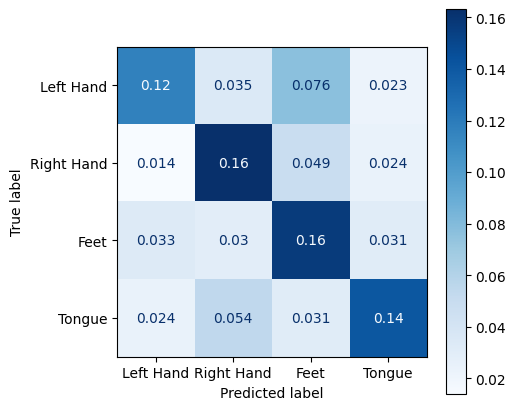 Left Hand 0.12 0.035 0.076 0.023
Right Hand 0.014 0.16 0.049 0.024
Feet 0.033 0.03 0.16 0.031
Tongue 0.024 0.054 0.031 0.14
Left Hand Right Hand Feet Tongue
Predicted label
True label
0.16
0.14
0.12
0.10
0.08
0.06
0.04
0.02